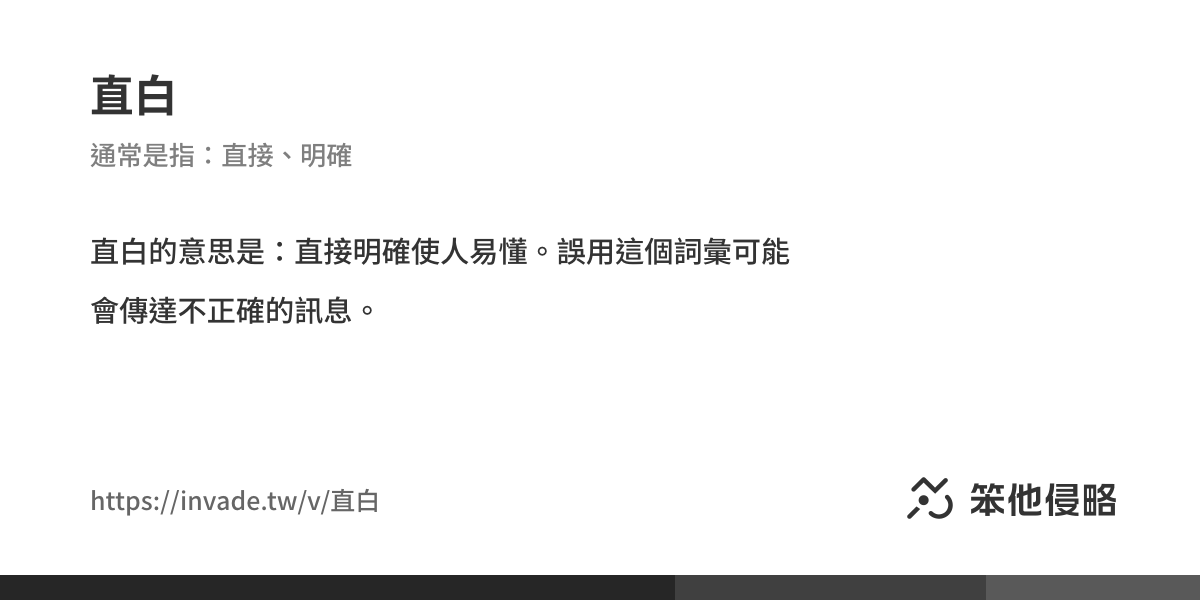 直白
通常是指：直接、明確
直白的意思是：直接明確使人易懂。誤用這個詞彙可能
會傳達不正確的訊息。
https://invade.tw/v/直白
笨他侵略